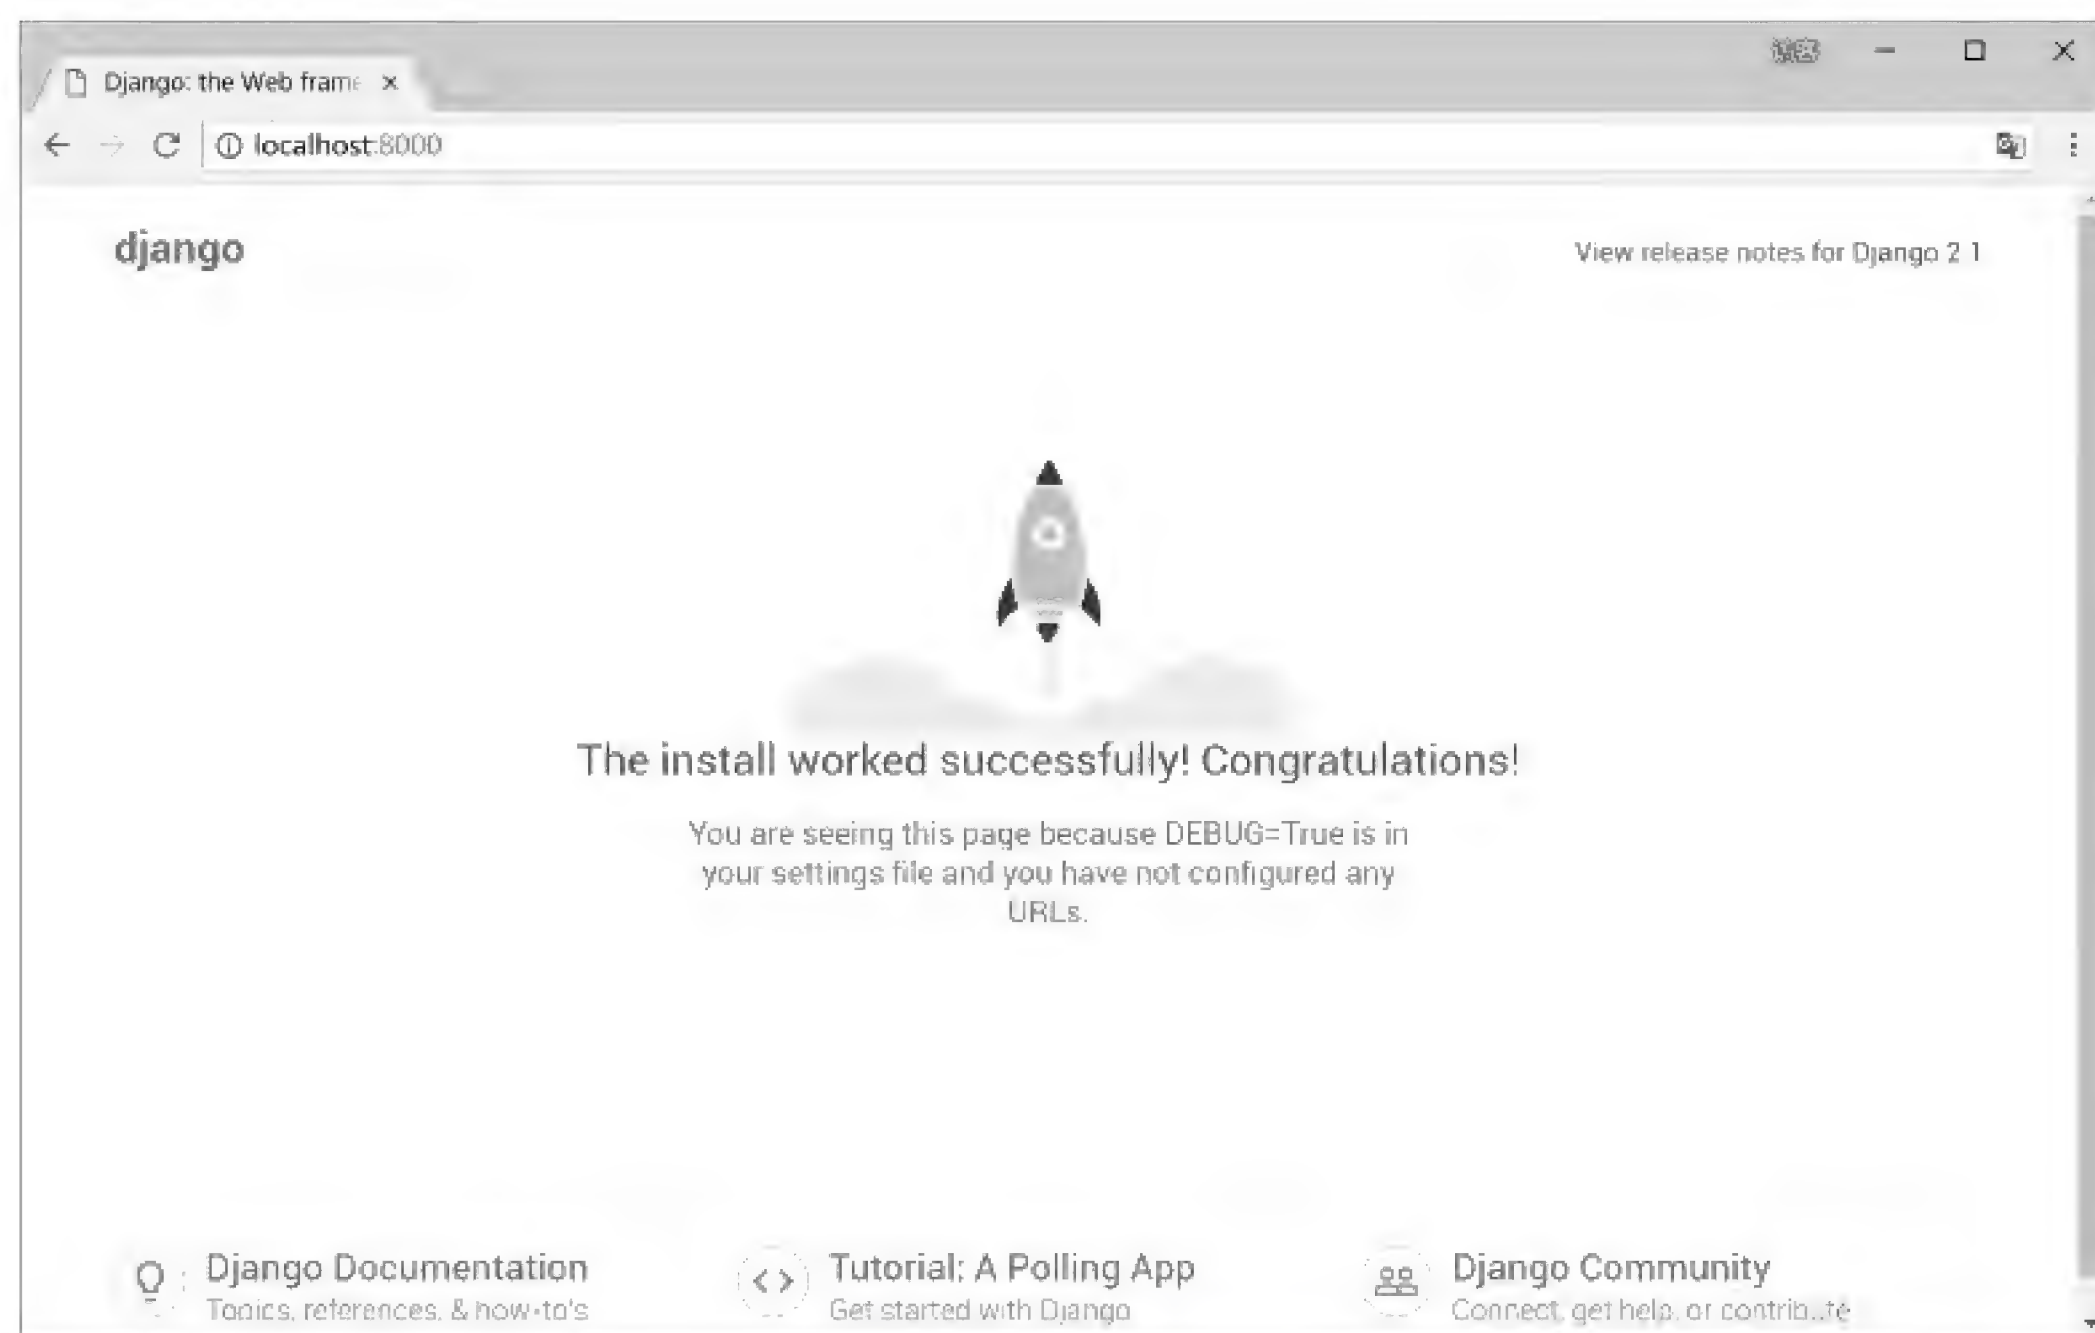 Django: the Web frame
localhost:8000
django
View release notes for Django 2 1
The install worked successfully! Congratulations!
You are seeing this page because DEBUG=True is in
your settings file and you have not configured any
URLs.
Django Documentation
Topics, references, & how-to's
Tutorial: A Polling App
Get started with Django
Django Community
Connect, get help, or contribute